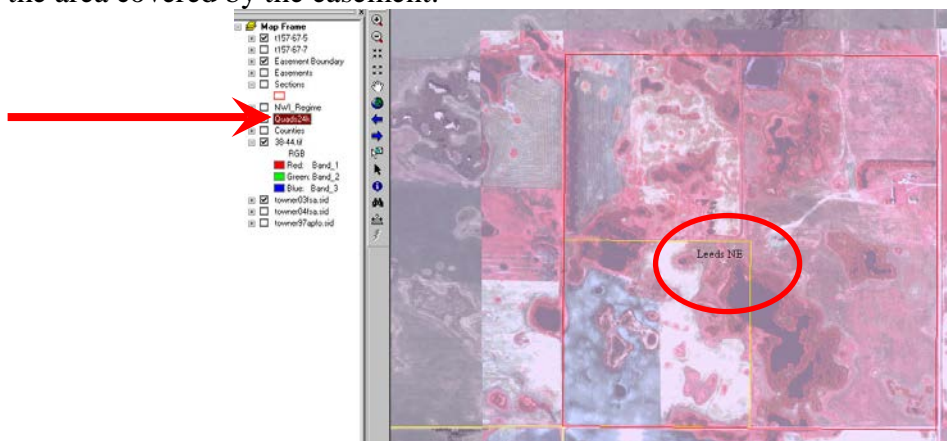 the area covered by the easement.
Map Frame
t157-67-5
t157-67-7
Easement Boundary
Easements
Sections
NWI_Regime
Quads24k
Counties
38-44.tif
RGB
Red: Band_1
Green: Band_2
Blue: Band_3
towner03fsa.sid
towner04fsa.sid
towner97apfo.sid
Leeds NE